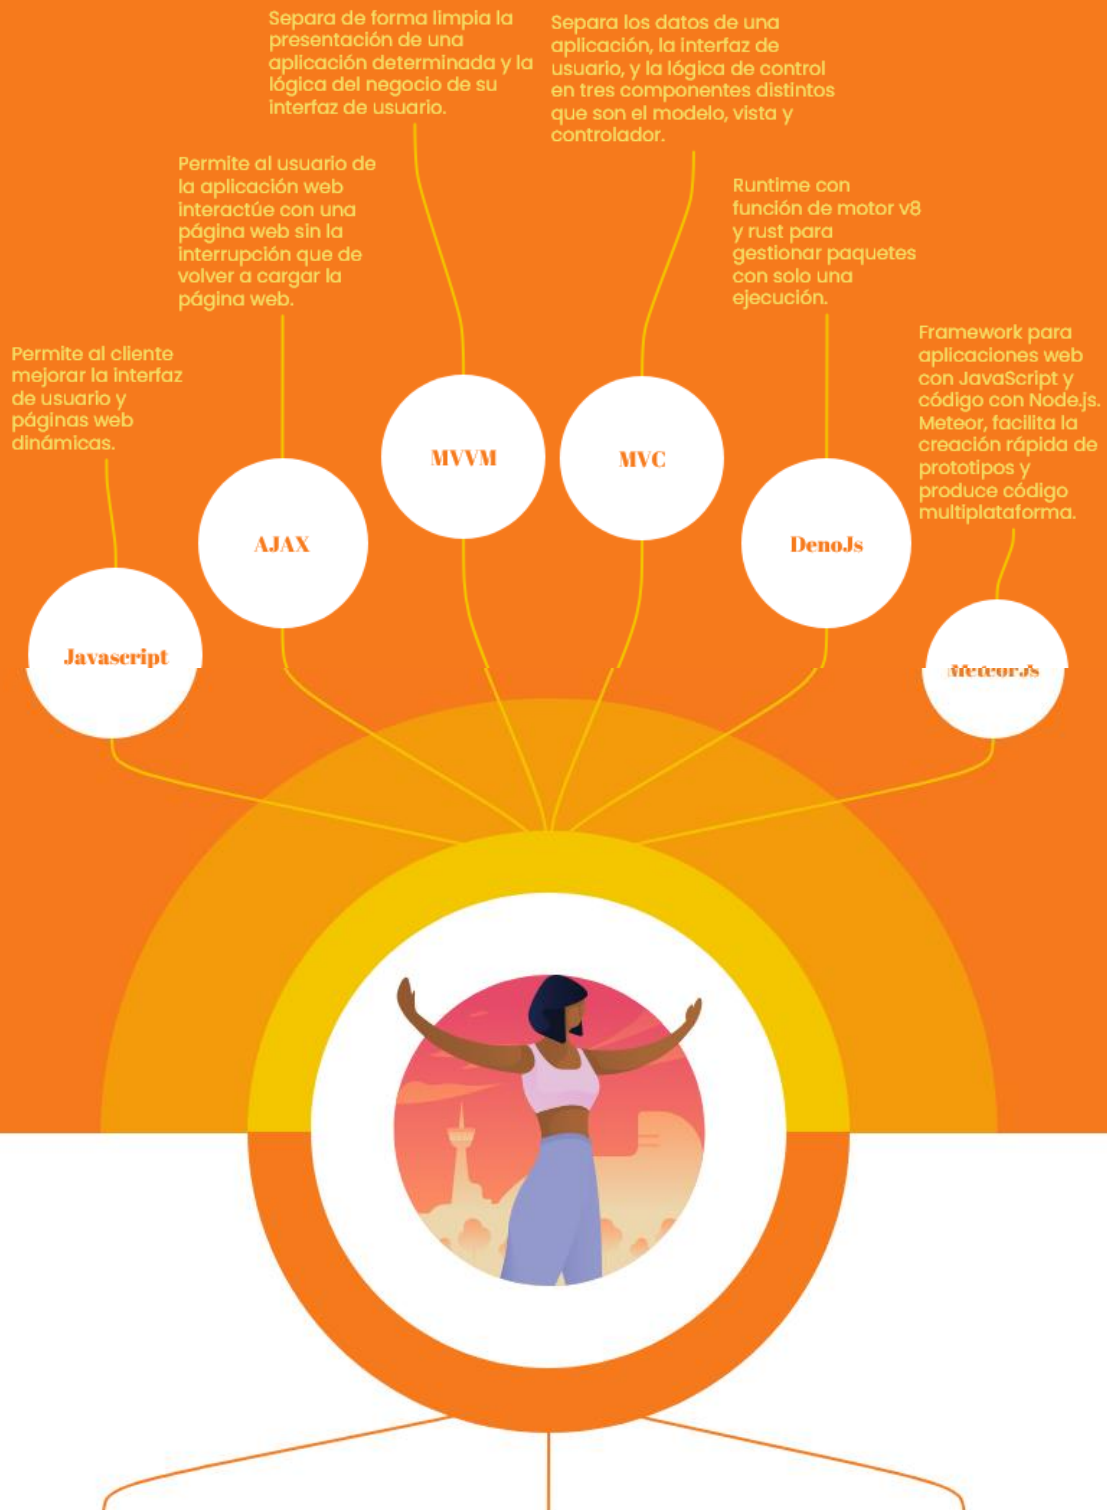 Separa de forma limpia la
presentación de una
aplicación determinada y la
lógica del negocio de su
interfaz de usuario.
Separa los datos de una
aplicación, la interfaz de
usuario, y la lógica de control
en tres componentes distintos
que son el modelo, vista y
controlador.
Permite al usuario de
la aplicación web
interactúe con una
página web sin la
interrupción que de
volver a cargar la
página web.
Runtime con
función de motor v8
y rust para
gestionar paquetes
con solo una
ejecución.
Permite al cliente
mejorar la interfaz
de usuario y
páginas web
dinámicas.
Framework para
aplicaciones web
con JavaScript y
código con Node.js.
Meteor, facilita la
creación rápida de
prototipos y
produce código
multiplataforma.
MVVM
MVC
AJAX
DenoJs
Javascript
MeteorJs